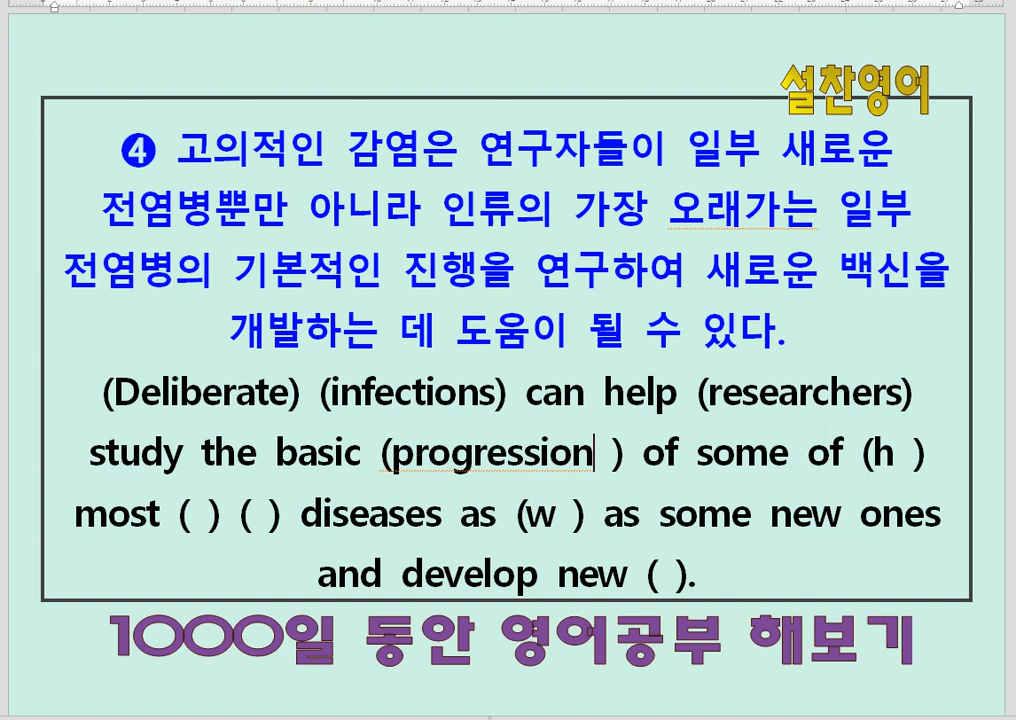 설찬영어
❹ 고의적인 감염은 연구자들이 일부 새로운
전염병뿐만 아니라 인류의 가장 오래가는 일부
전염병의 기본적인 진행을 연구하여 새로운 백신을
개발하는 데 도움이 될 수 있다.
(Deliberate) (infections) can help (researchers)
study the basic (progression ) of some of (h )
most ( ) ( ) diseases as (w ) as some new ones
and develop new ( ).
1000일 동안 영어공부 해보기